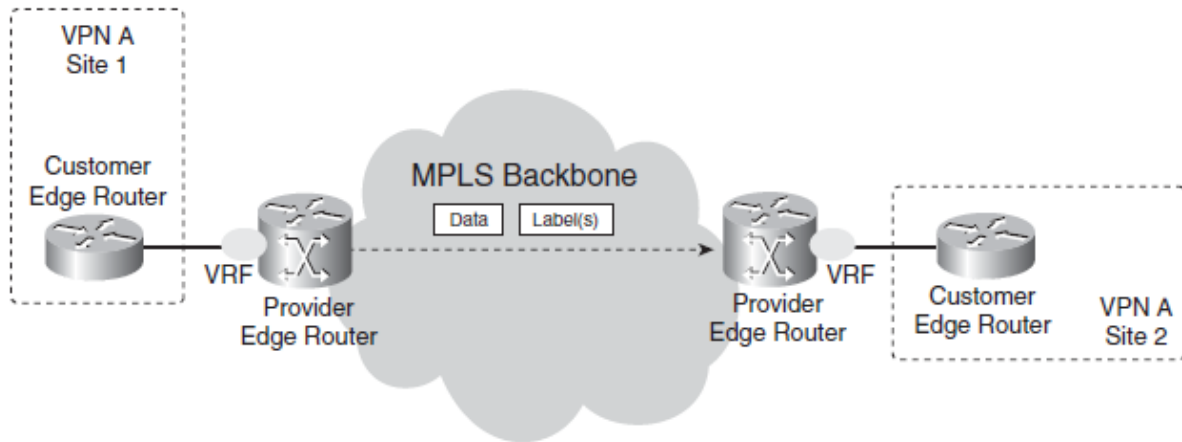 VPN A
Site 1
Customer
Edge Router
VRF
Provider
Edge Router
MPLS Backbone
Data
Label(s)
Provider
Edge Router
VRF
Customer
Edge Router
VPN A
Site 2